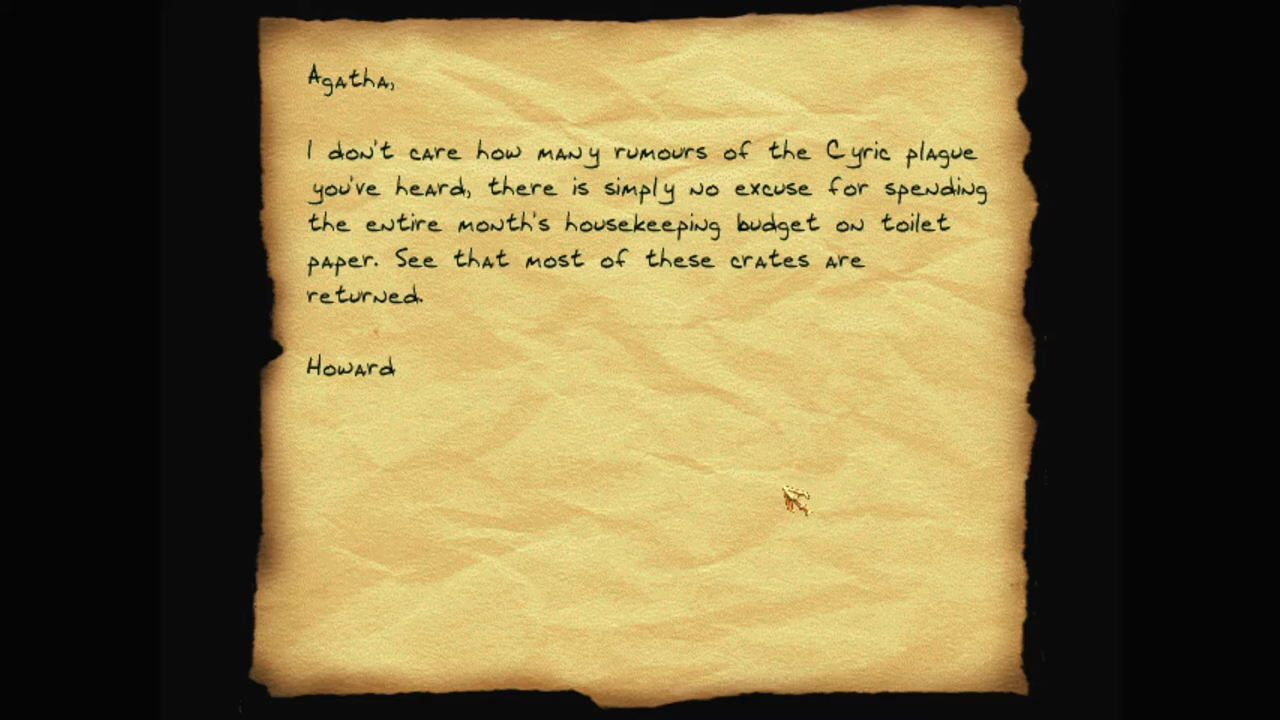 Agatha,
I don't care how many rumours of the Cyric plague
you've heard, there is simply no excuse for spending
the entire month's housekeeping budget on toilet
paper. See that most of these crates are
returned.
Howard